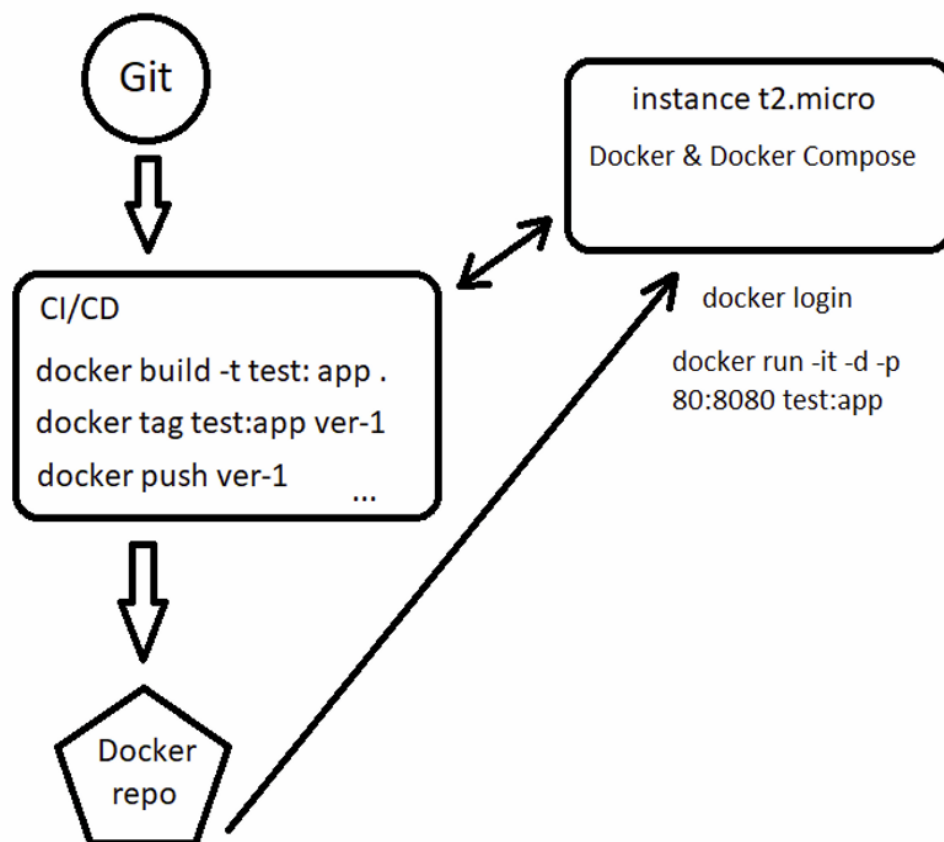 Git
instance t2.micro
Docker & Docker Compose
CI/CD
docker build -t test: app .
docker tag test:app ver-1
docker push ver-1
...
docker login
docker run -it -d -p
80:8080 test:app
Docker
repo